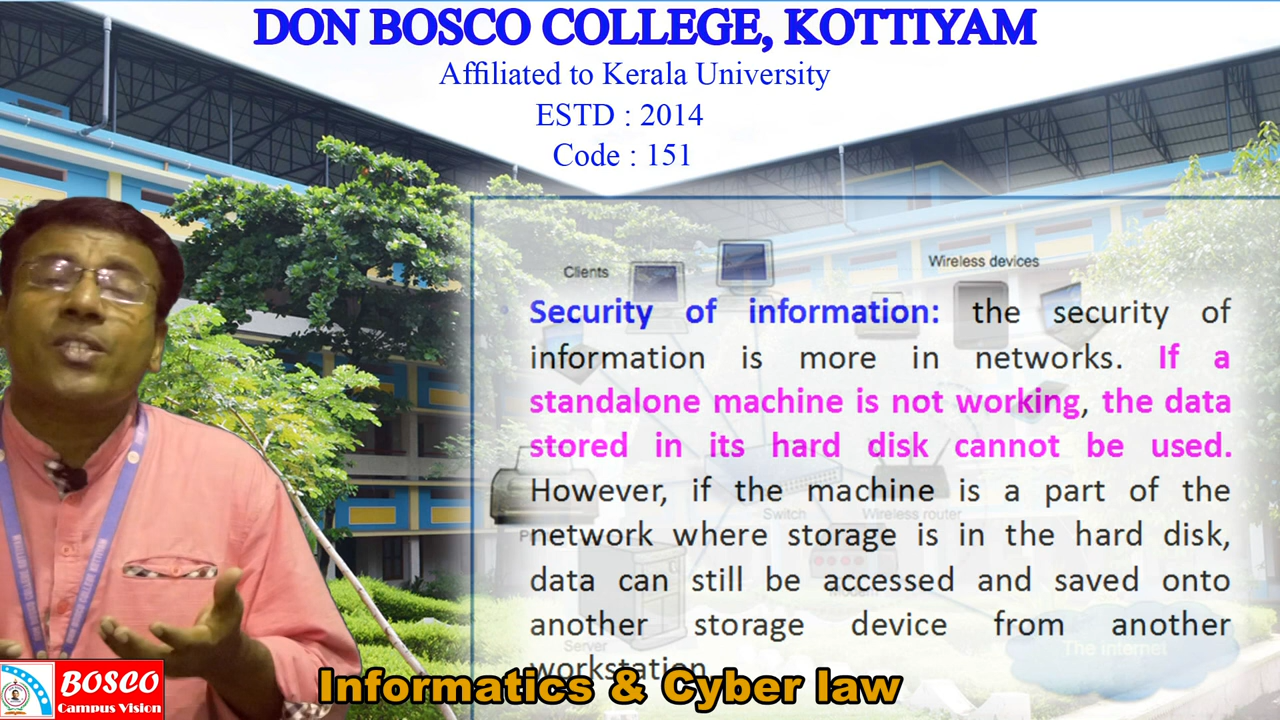 DON BOSCO COLLEGE, KOTTIYAM
Affiliated to Kerala University
ESTD : 2014
Code : 151
Clients
Wireless devices
Security of information: the security of
information is more in networks. If a
standalone machine is not working, the data
stored in its hard disk cannot be used.
However, if the machine is a part of the
Switch
Wireless router
network where storage is in the hard disk,
data can still be accessed and saved onto
Modem
another storage device from another
Server
The Internet
workstation.
Informatics & Cyber law
BOSCO
Campus Vision